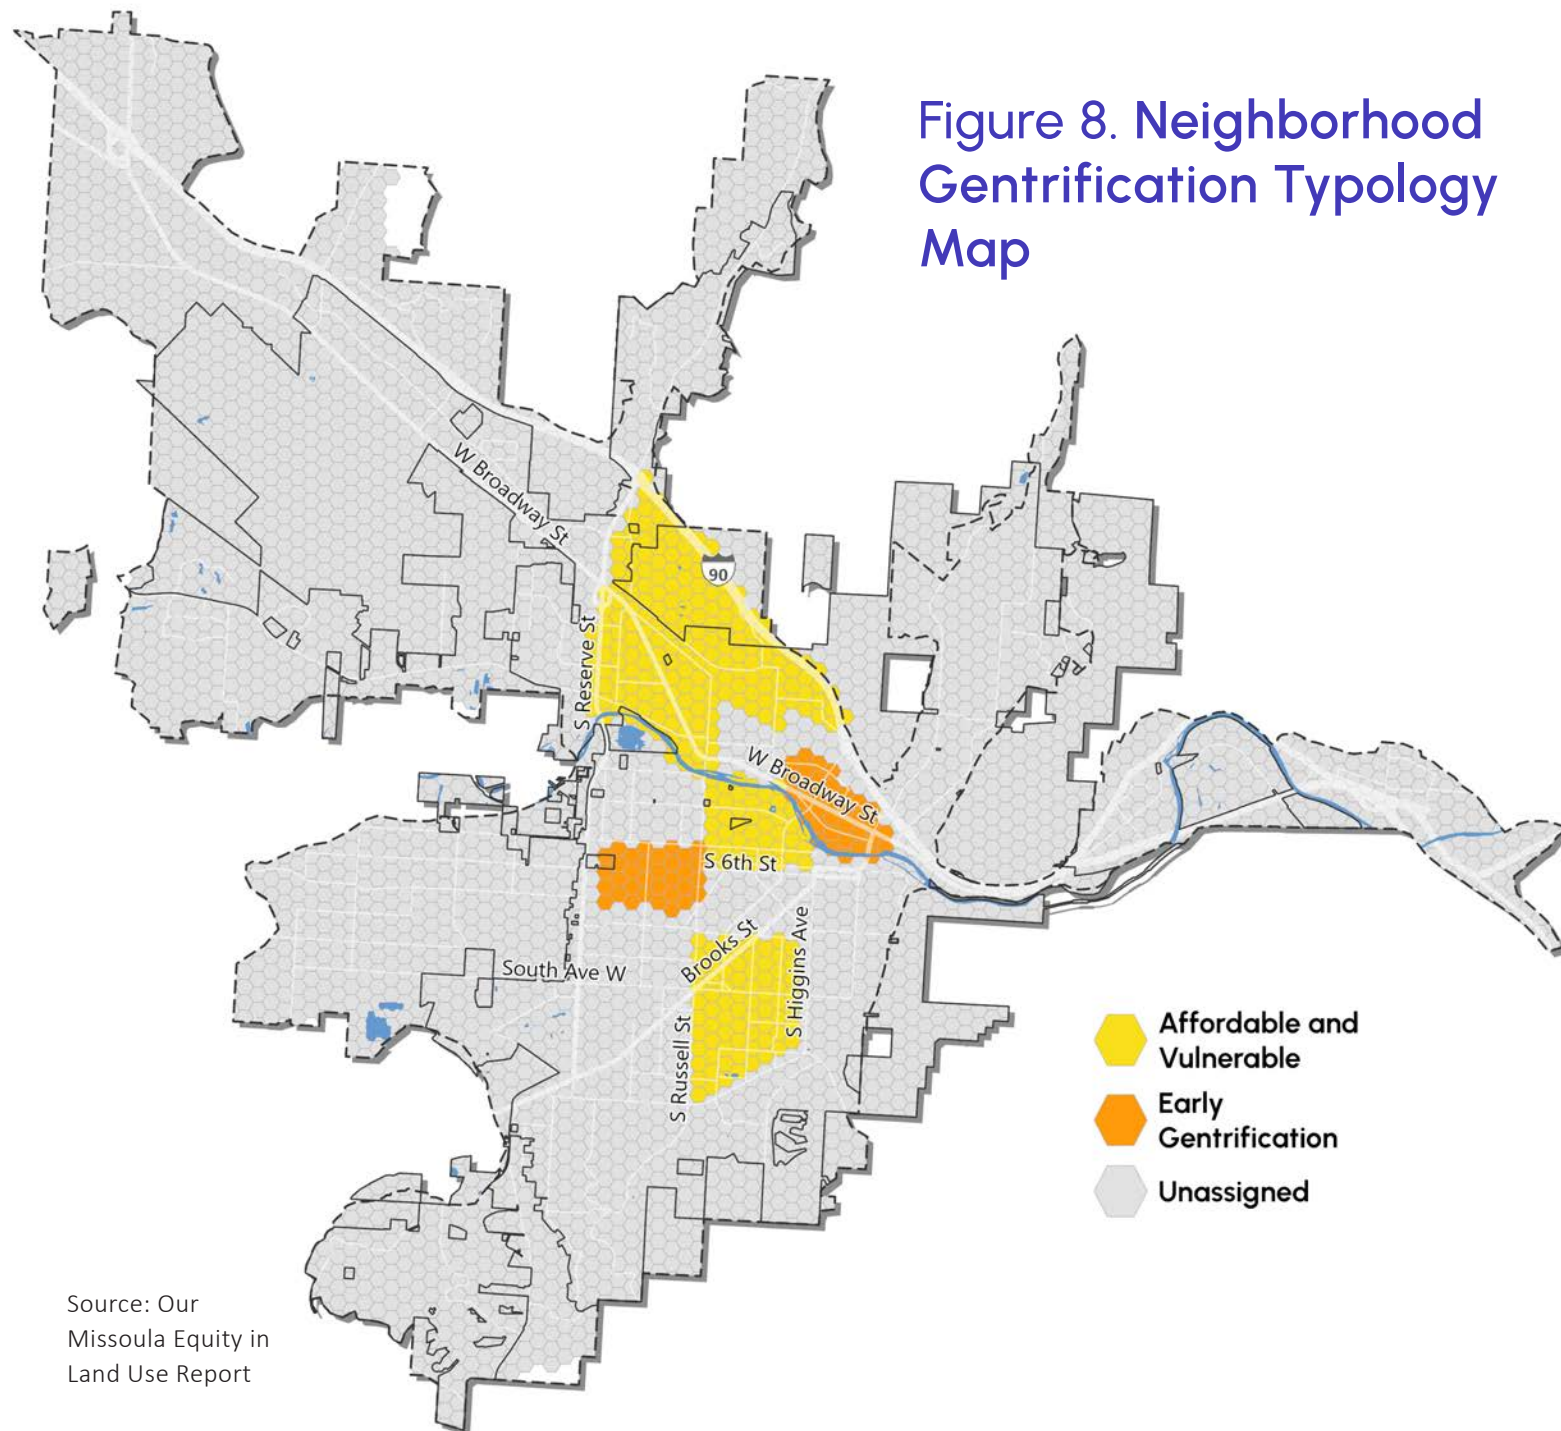 Figure 8. Neighborhood
Gentrification Typology
Map
W Broadway St
90
S Reserve St
W Broadway St
S 6th St
Brooks St
S Higgins Ave
South Ave W
S Russell St
Affordable and
Vulnerable
Early
Gentrification
Unassigned
Source: Our
Missoula Equity in
Land Use Report